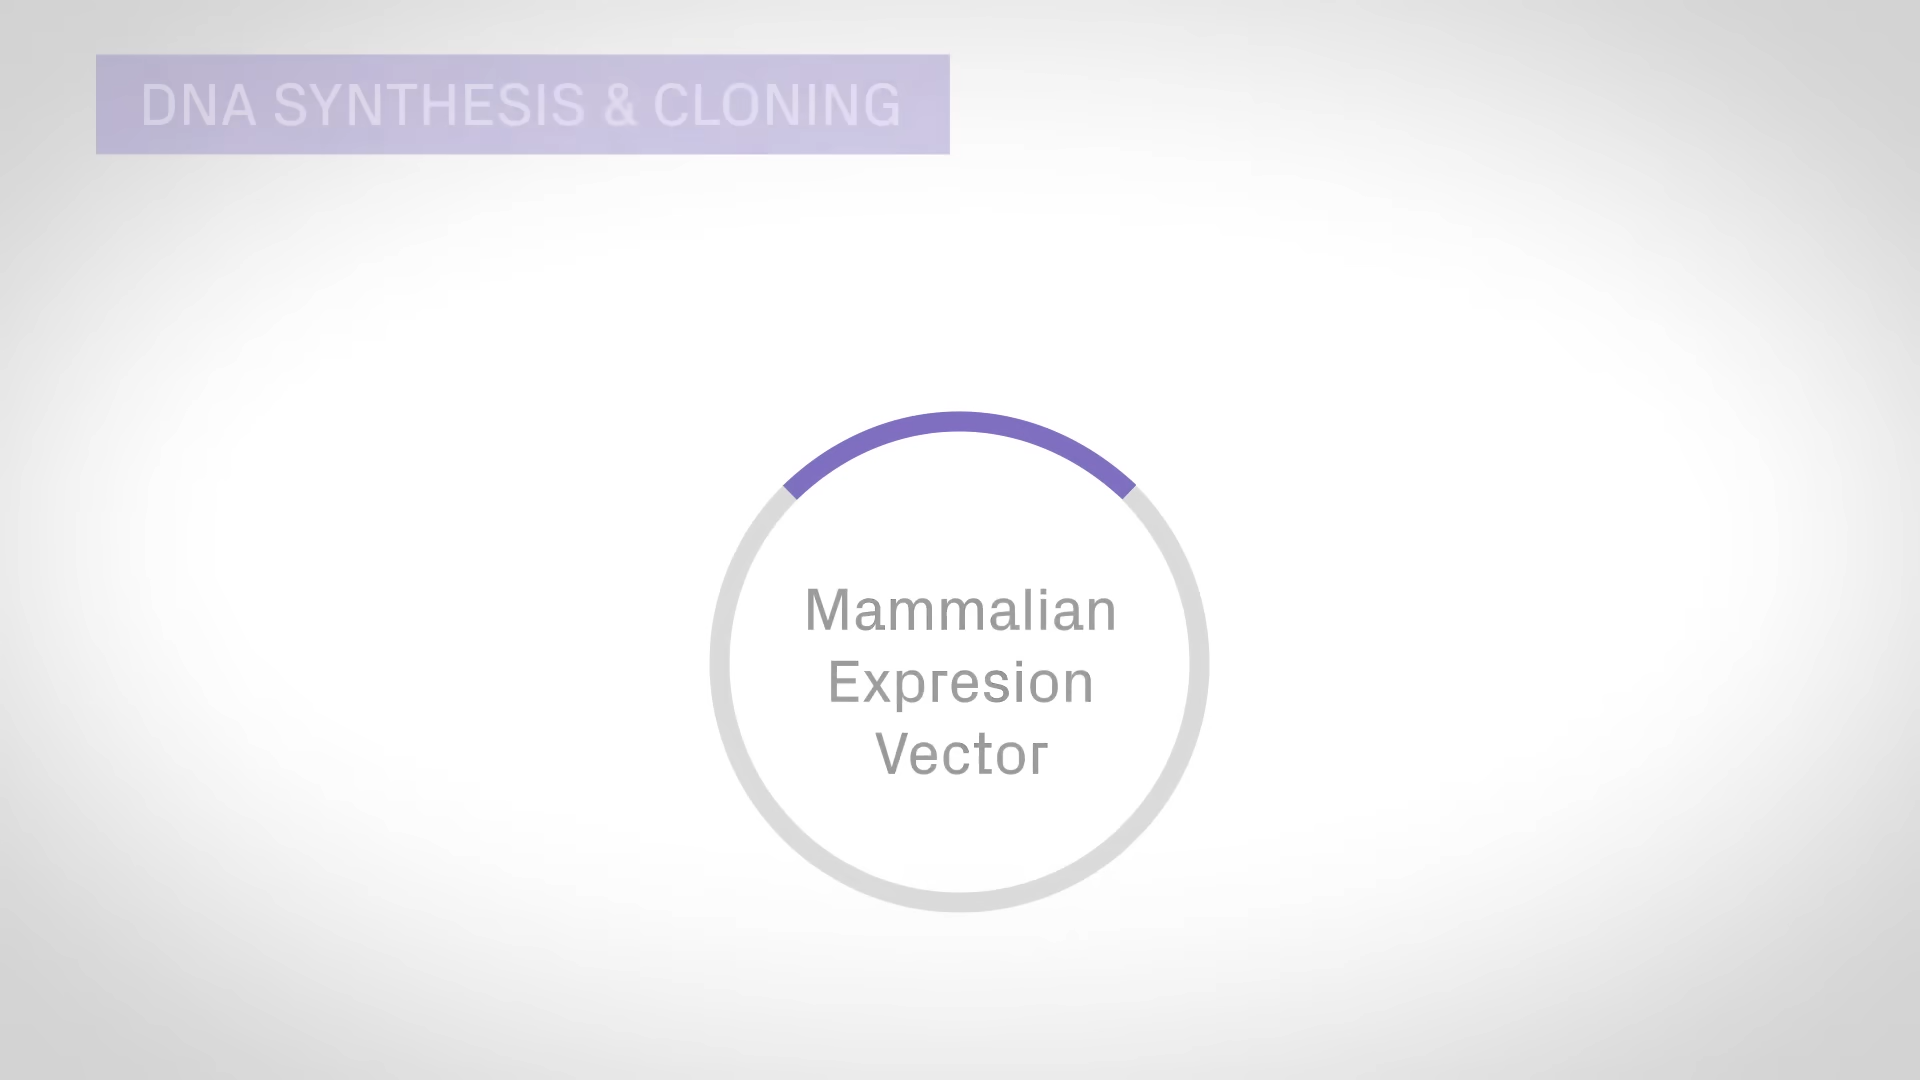 DNA SYNTHESIS & CLONING
Mammalian
Expresion
Vector